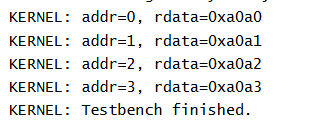 KERNEL: addr=0, rdata=0xa0a0
KERNEL: addr=1, rdata=0xa0a1
KERNEL: addr=2, rdata=0xa0a2
KERNEL: addr=3, rdata=0xa0a3
KERNEL: Testbench finished.